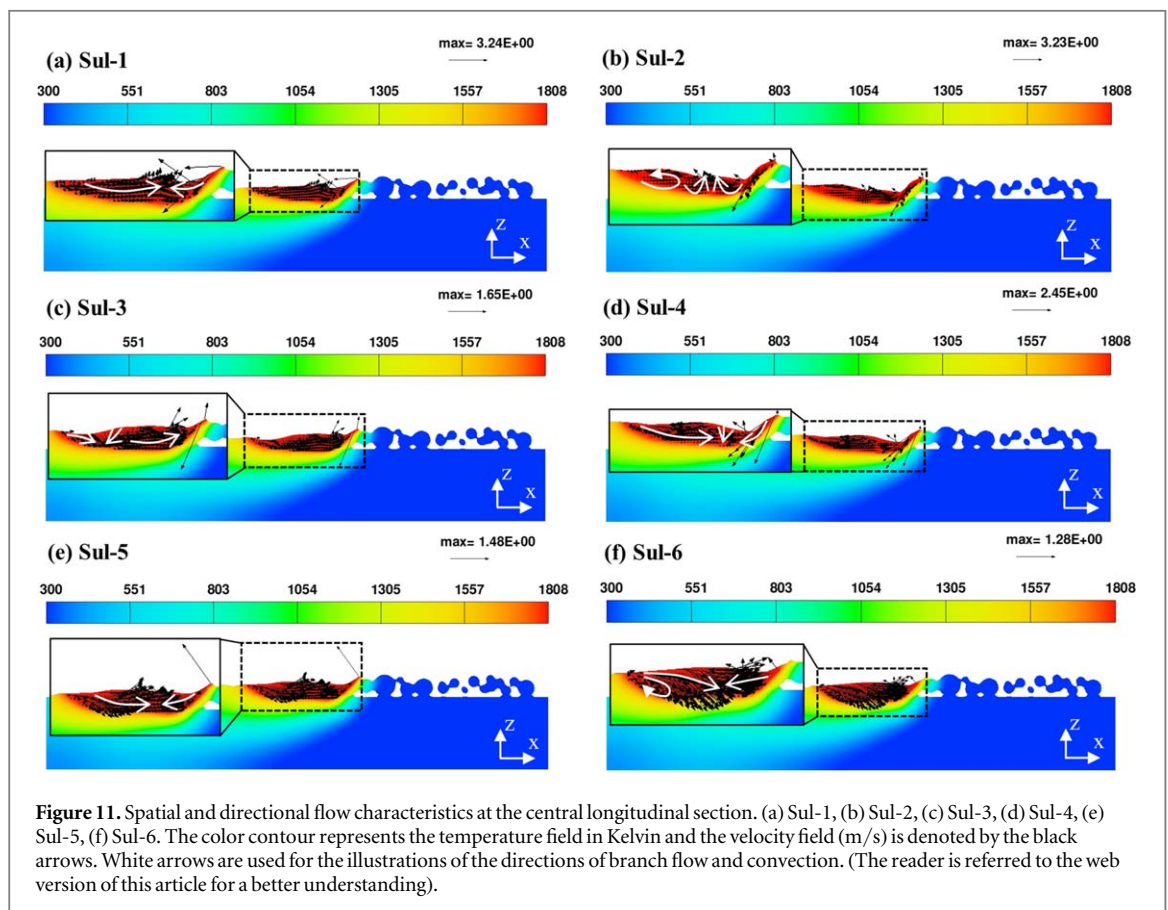 max= 3.24E+00
(a) Sul-1
300 551 803 1054 1305 1557 1808
Z
X
max= 3.23E+00
(b) Sul-2
300 551 803 1054 1305 1557 1808
Z
X
max= 1.65E+00
(c) Sul-3
300 551 803 1054 1305 1557 1808
Z
X
max= 2.45E+00
(d) Sul-4
300 551 803 1054 1305 1557 1808
Z
X
max= 1.48E+00
(e) Sul-5
300 551 803 1054 1305 1557 1808
Z
X
max= 1.28E+00
(f) Sul-6
300 551 803 1054 1305 1557 1808
Z
X
Figure 11. Spatial and directional flow characteristics at the central longitudinal section. (a) Sul-1, (b) Sul-2, (c) Sul-3, (d) Sul-4, (e)
Sul-5, (f) Sul-6. The color contour represents the temperature field in Kelvin and the velocity field (m/s) is denoted by the black
arrows. White arrows are used for the illustrations of the directions of branch flow and convection. (The reader is referred to the web
version of this article for a better understanding).